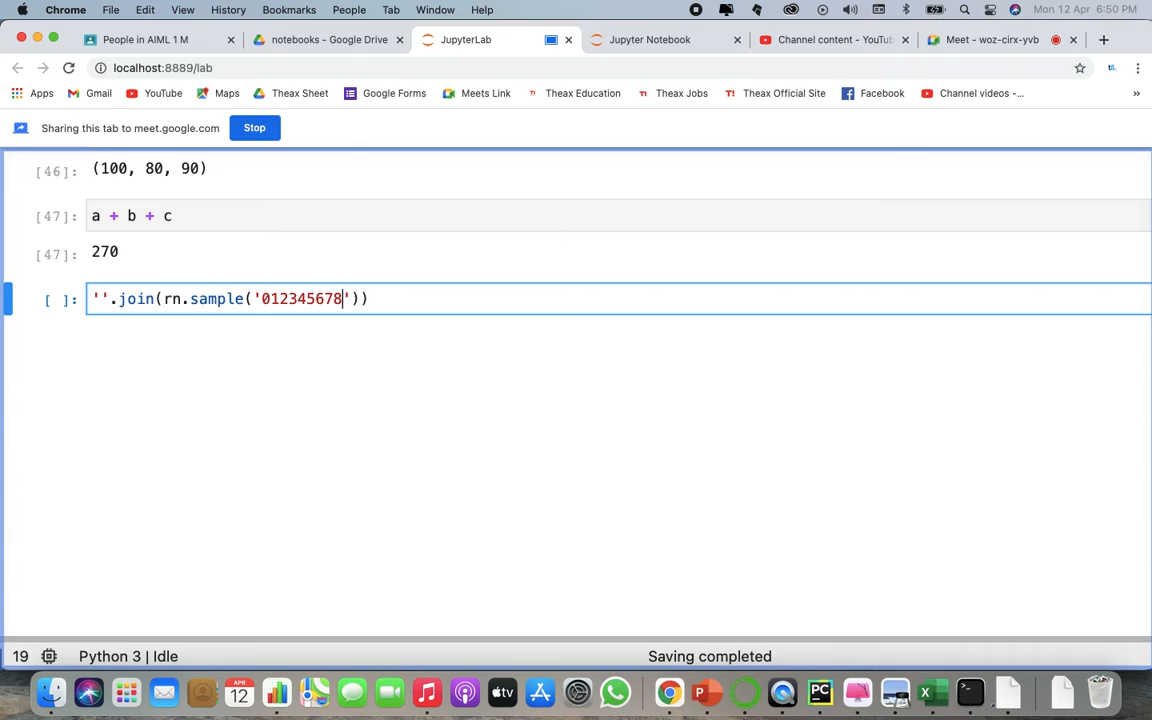 Chrome File Edit View History Bookmarks People Tab Window Help Mon 12 Apr 6:50 PM
People in AIML 1 M notebooks - Google Drive JupyterLab Jupyter Notebook Channel content - YouTub Meet - woz-cirx-yvb
localhost:8889/lab
Apps Gmail YouTube Maps Theax Sheet Google Forms Meets Link Theax Education Theax Jobs Theax Official Site Facebook Channel videos -... »
Sharing this tab to meet.google.com Stop
[46]: (100, 80, 90)
[47]: a + b + c
[47]: 270
[ ]: ''.join(rn.sample('012345678'))
19 Python 3 | Idle Saving completed
APR 12 tv P PC X